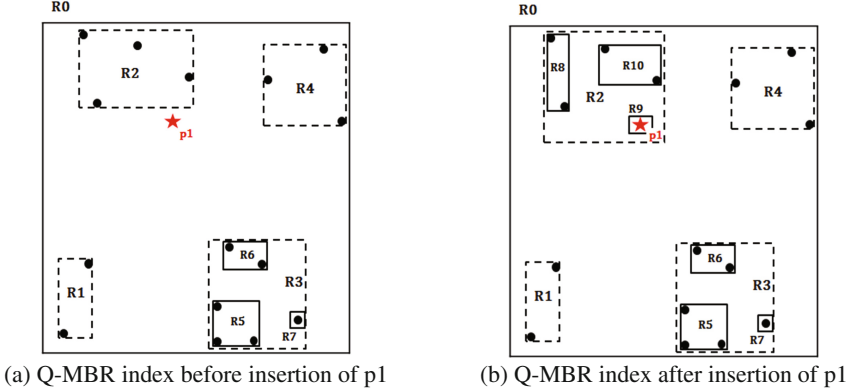 R0
R2
R4
p1
R6
R3
R1
R5
R7
(a) Q-MBR index before insertion of p1
R0
R8
R10
R2
R4
R9
p1
R6
R3
R1
R5
R7
(b) Q-MBR index after insertion of p1